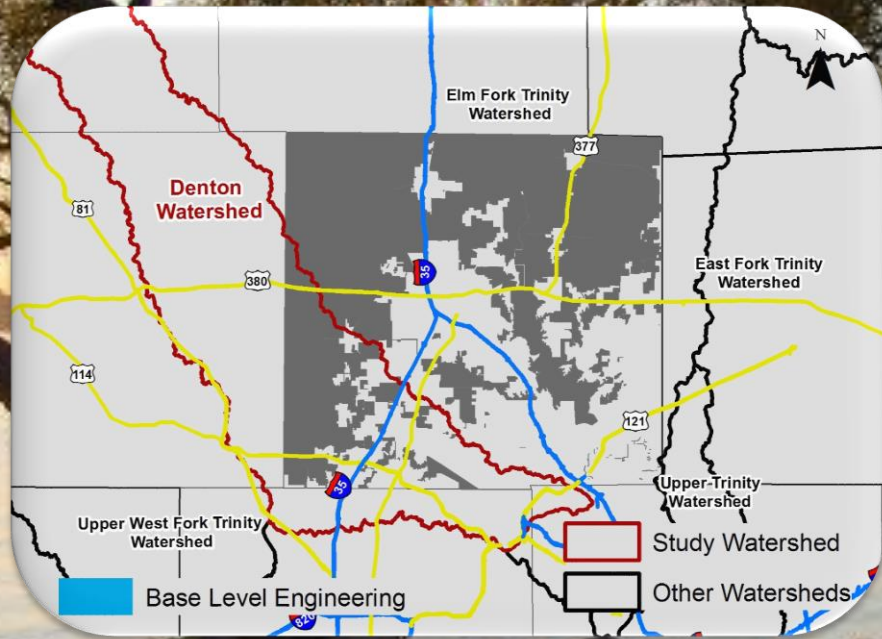 N
Elm Fork Trinity
Watershed
377
Denton
Watershed
81
35
East Fork Trinity
Watershed
380
114
121
35
Upper Trinity
Watershed
Upper West Fork Trinity
Watershed
Study Watershed
Base Level Engineering
Other Watersheds
820